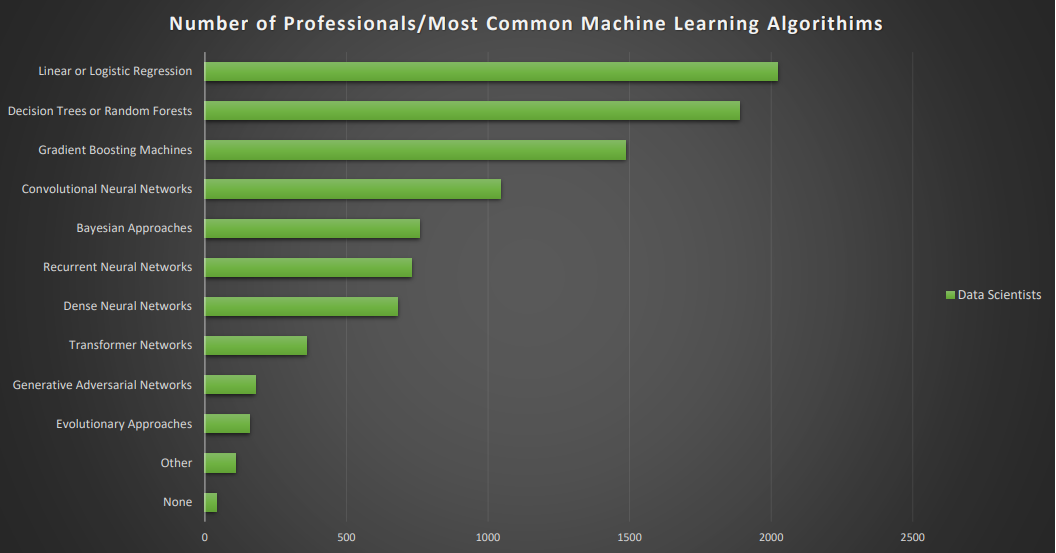 Number of Professionals/Most Common Machine Learning Algorithims
Linear or Logistic Regression
Decision Trees or Random Forests
Gradient Boosting Machines
Convolutional Neural Networks
Bayesian Approaches
Recurrent Neural Networks
Dense Neural Networks
Transformer Networks
Generative Adversarial Networks
Evolutionary Approaches
Other
None
0 500 1000 1500 2000 2500
Data Scientists